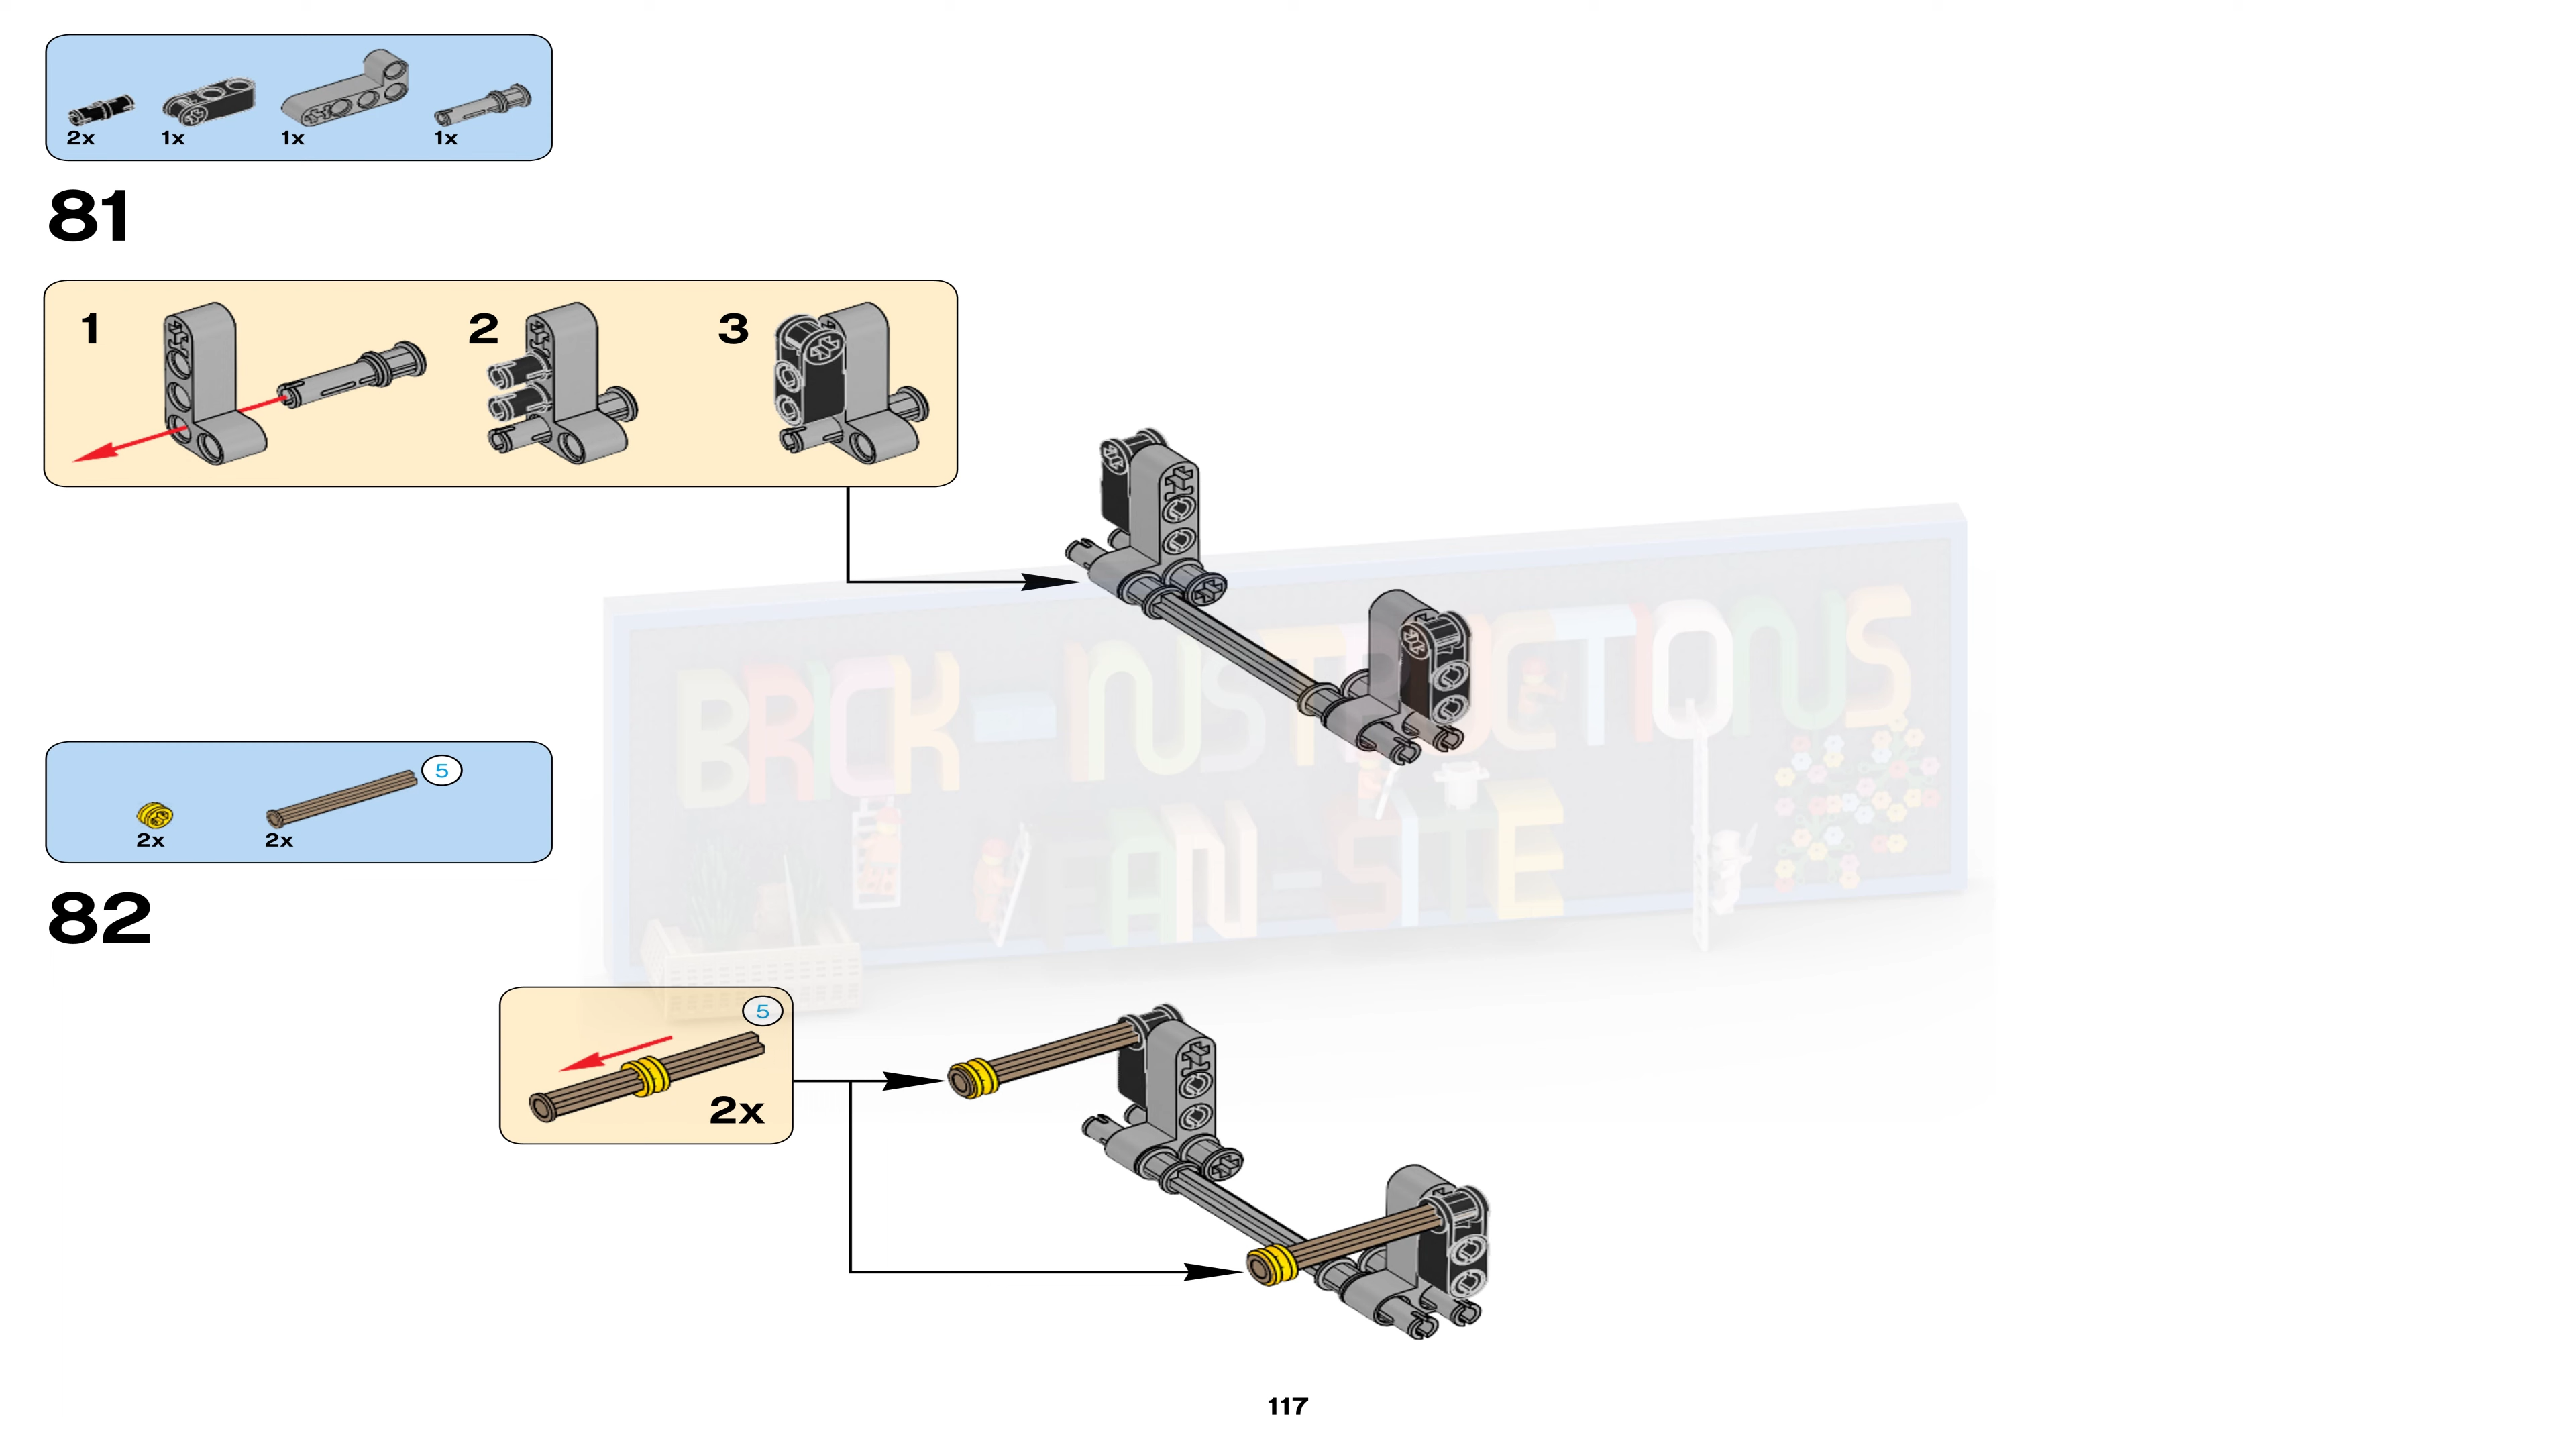 2x 1x 1x 1x
81
1 2 3
5
2x 2x
82
5
2x
BRICK-INSTRUCTIONS
FAN-SITE
117